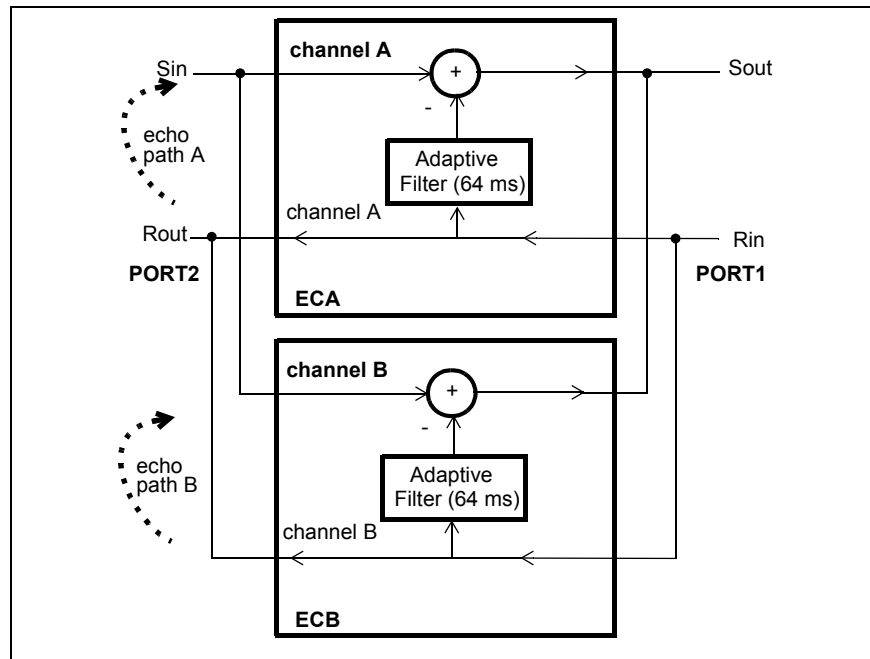 channel A
Sin
+
Sout
-
echo
path A
Adaptive
Filter (64 ms)
channel A
Rout
Rin
PORT2
PORT1
ECA
channel B
+
-
echo
path B
Adaptive
Filter (64 ms)
channel B
ECB